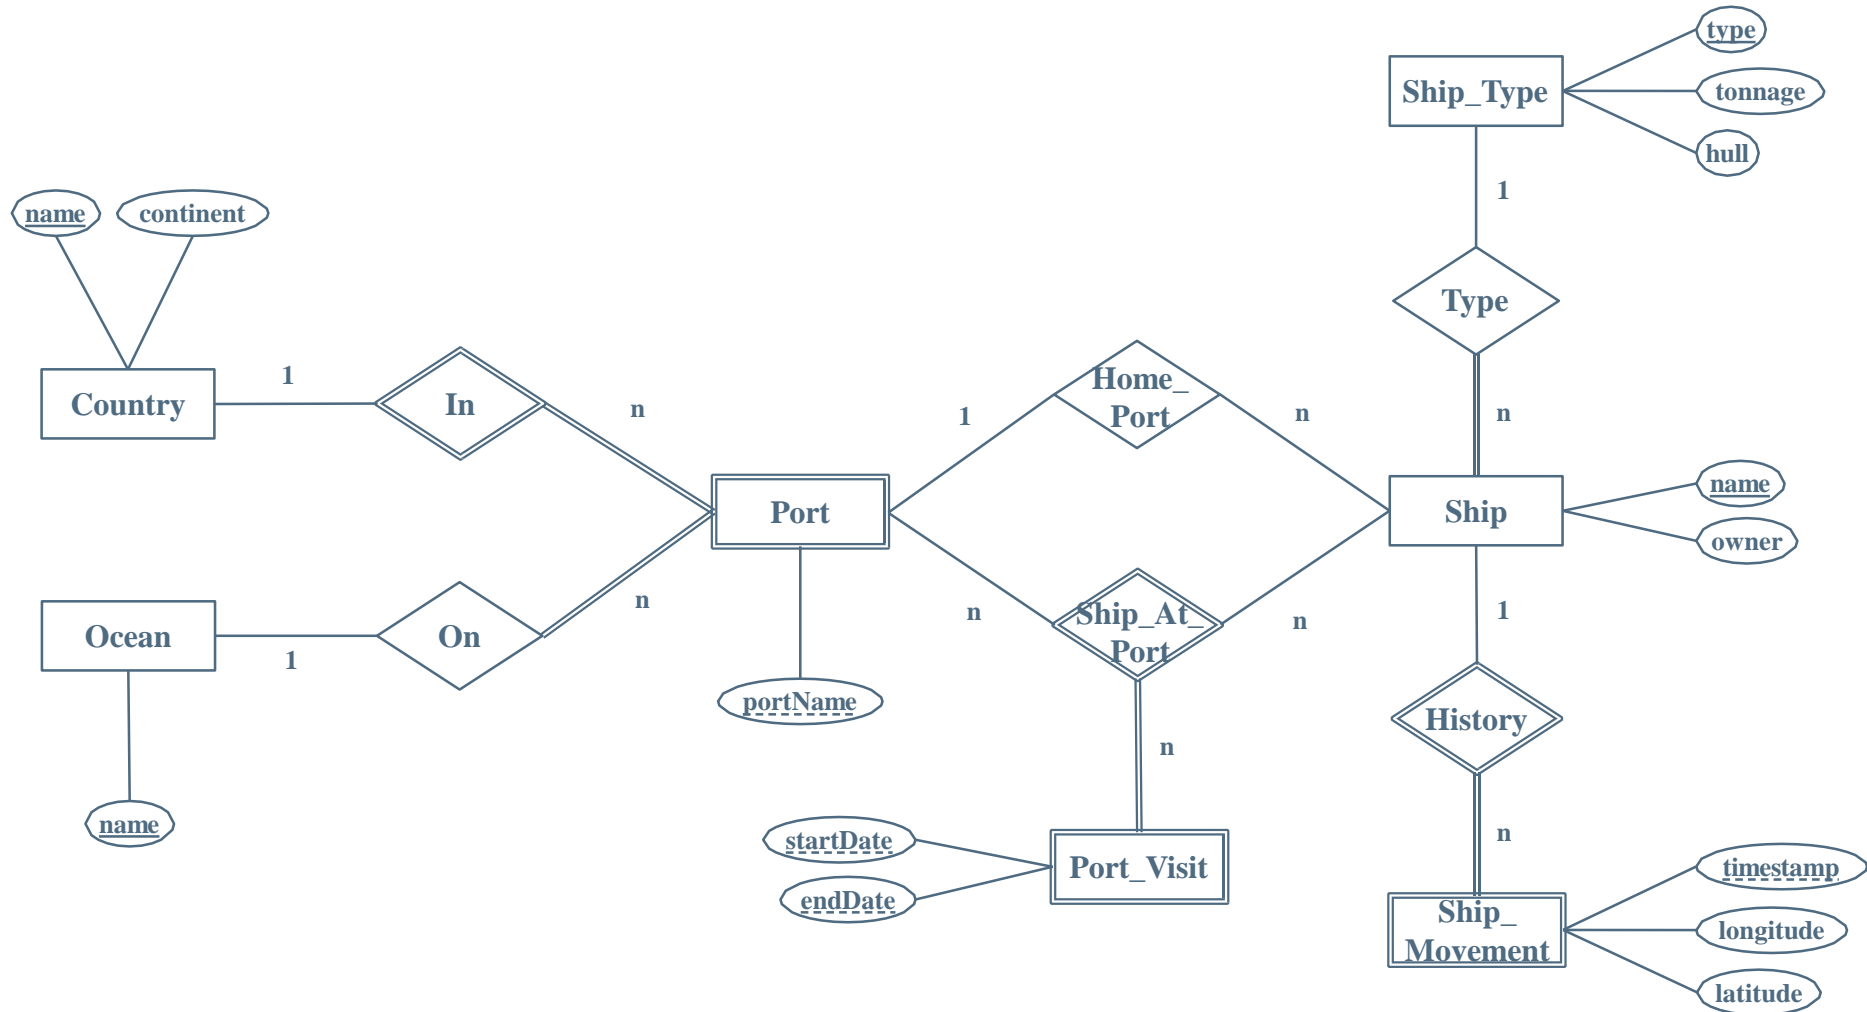 type
Ship_Type
tonnage
hull
1
name
continent
Type
1
n
Country
In
Home_
Port
1
n
n
name
Port
Ship
owner
n
n
n
1
Ocean
On
Ship_At_
Port
1
portName
History
n
name
startDate
Port_Visit
endDate
n
timestamp
Ship_
Movement
longitude
latitude